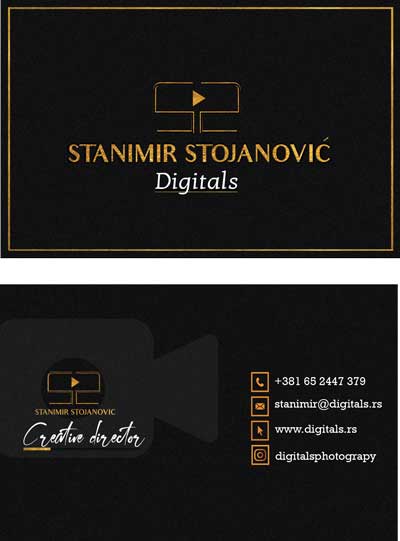 STANIMIR STOJANOVIĆ
Digitals
STANIMIR STOJANOVIC
Creative director
+381 65 2447 379
stanimir@digitals.rs
www.digitals.rs
digitalsphotograpy